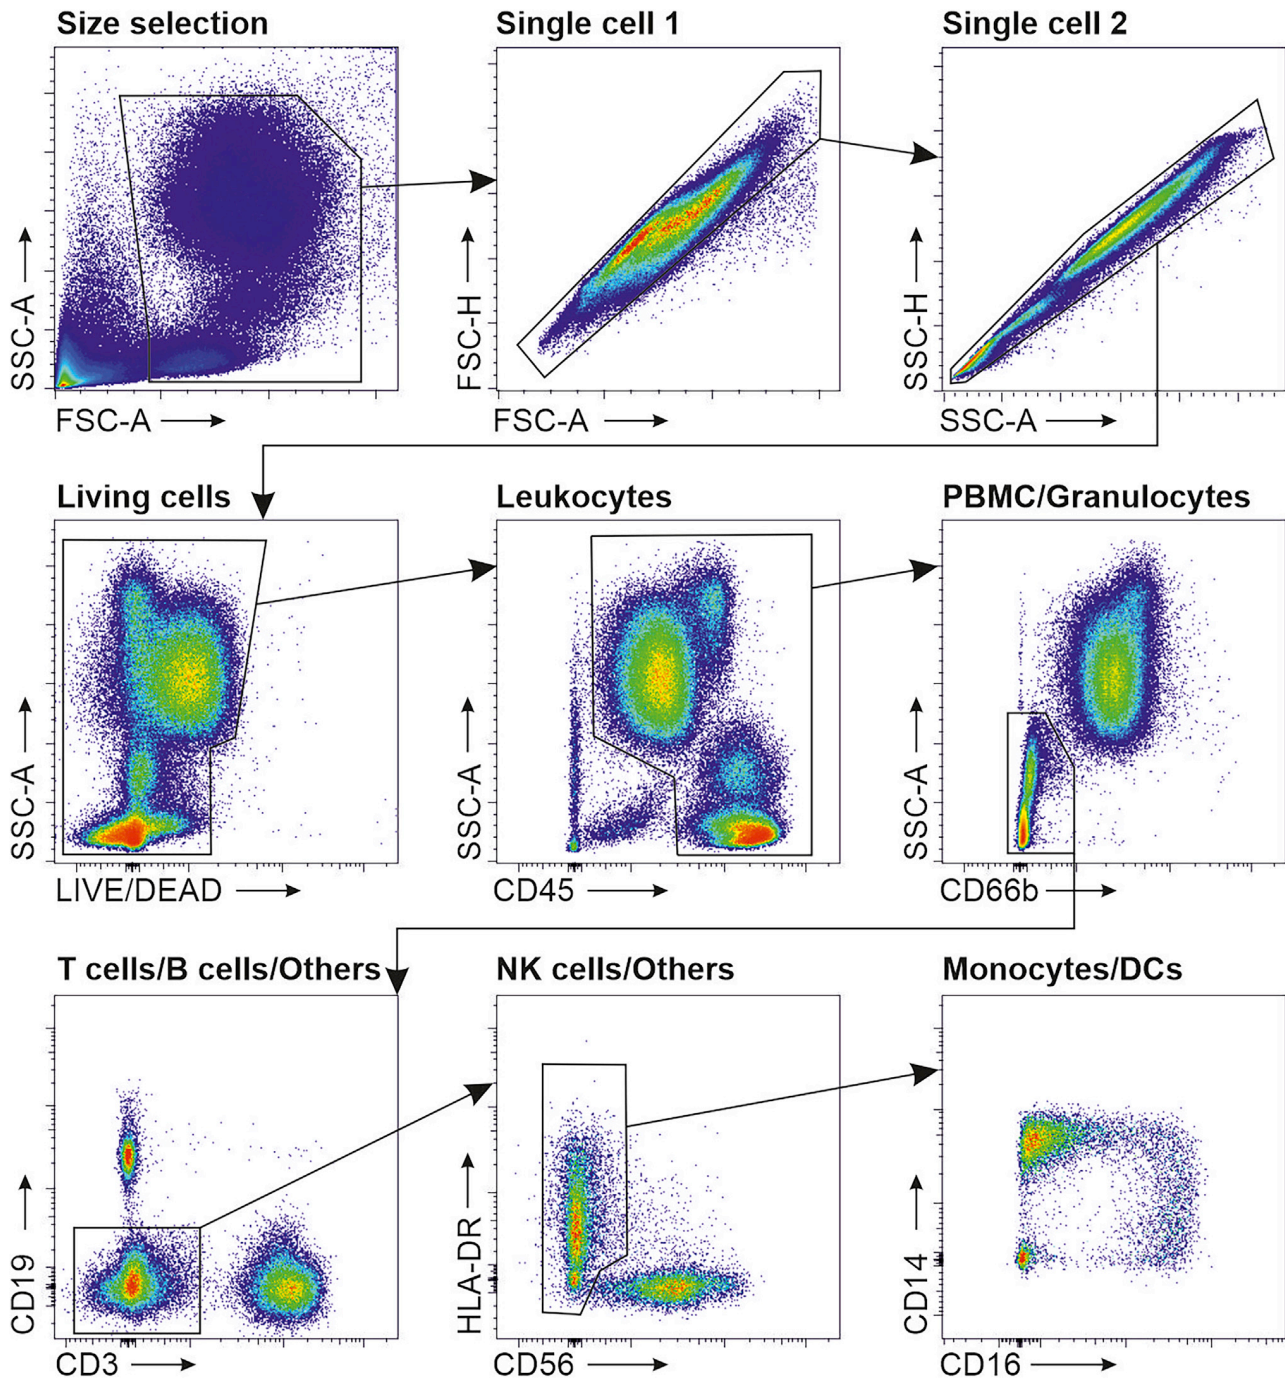 Size selection
Single cell 1
Single cell 2
SSC-A
FSC-A
FSC-H
FSC-A
SSC-H
SSC-A
Living cells
Leukocytes
PBMC/Granulocytes
SSC-A
LIVE/DEAD
SSC-A
CD45
SSC-A
CD66b
T cells/B cells/Others
NK cells/Others
Monocytes/DCs
CD19
CD3
HLA-DR
CD56
CD14
CD16